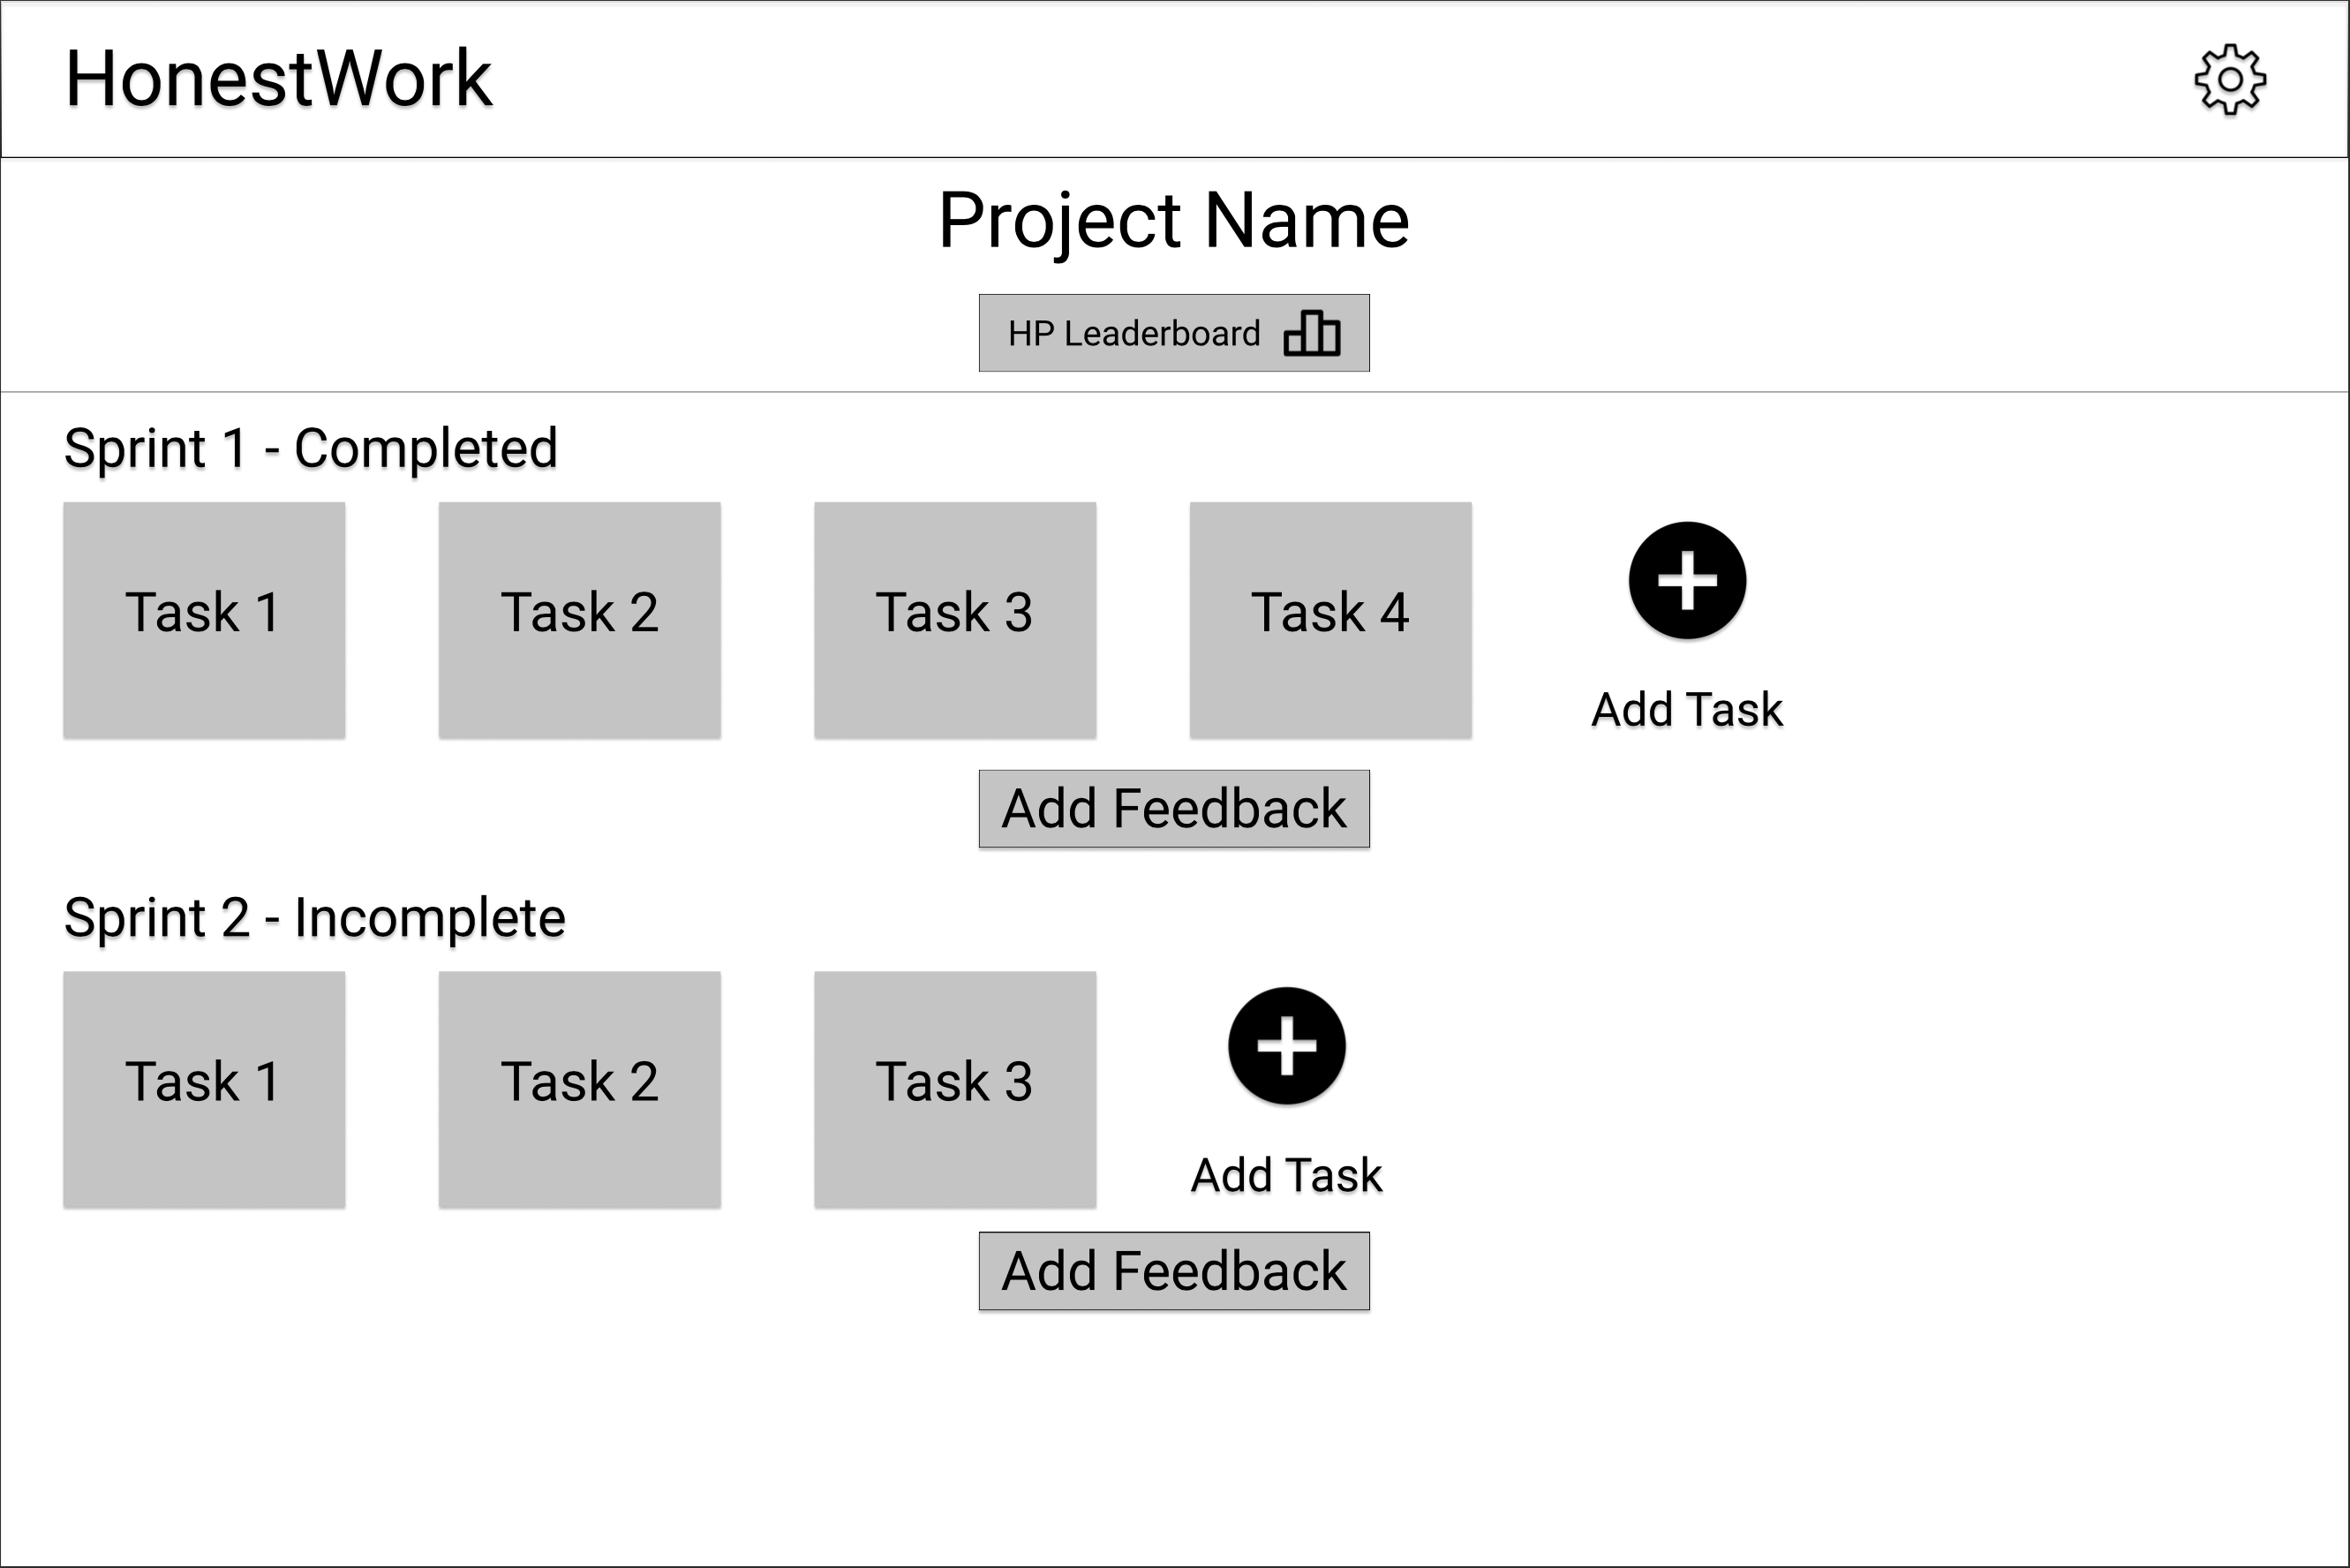 HonestWork
Project Name
HP Leaderboard
Sprint 1 - Completed
Task 1
Task 2
Task 3
Task 4
Add Task
Add Feedback
Sprint 2 - Incomplete
Task 1
Task 2
Task 3
Add Task
Add Feedback